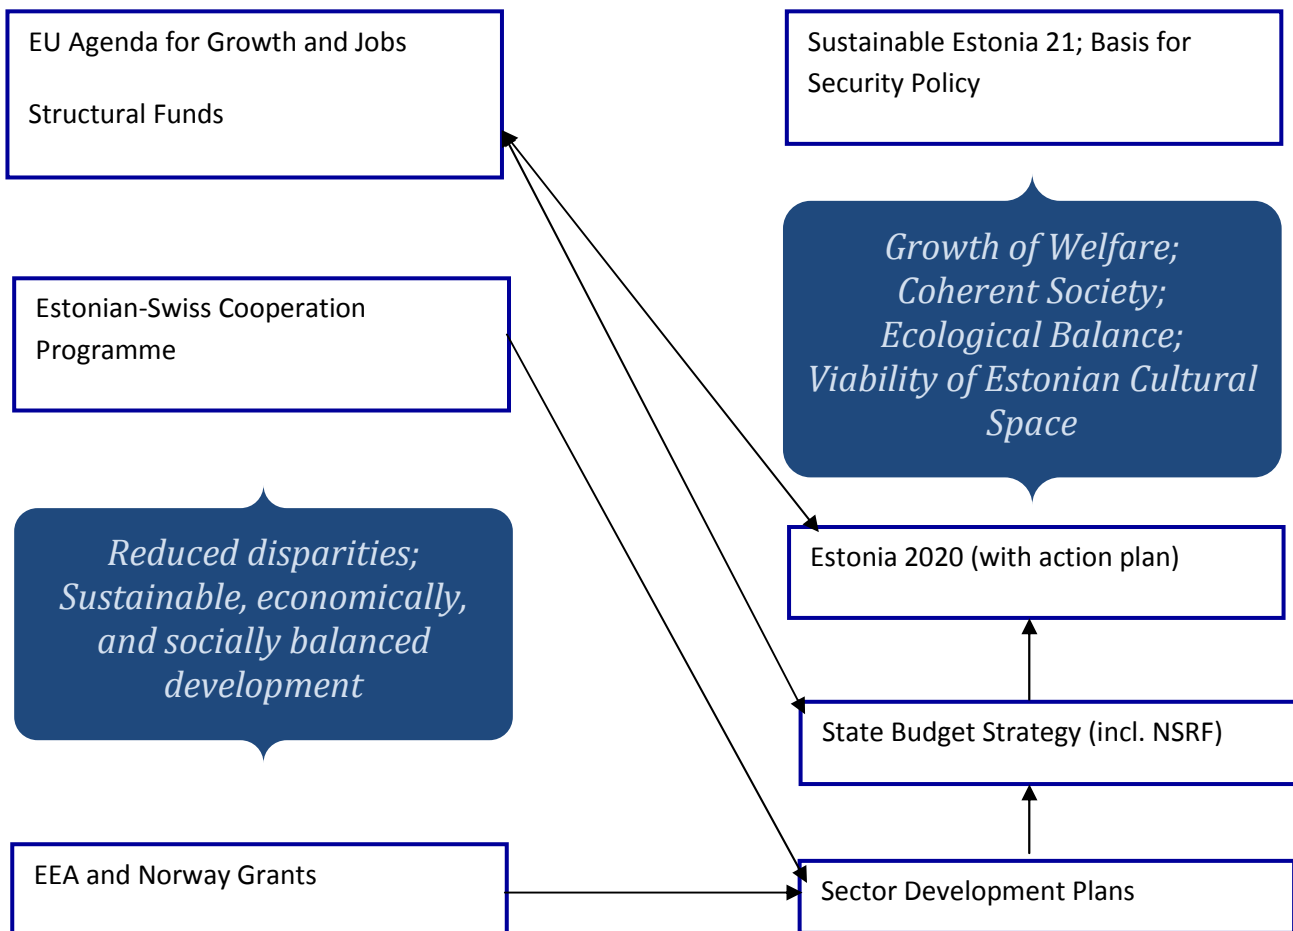 EU Agenda for Growth and Jobs
Structural Funds
Sustainable Estonia 21; Basis for
Security Policy
Growth of Welfare;
Coherent Society;
Ecological Balance;
Viability of Estonian Cultural
Space
Estonian-Swiss Cooperation
Programme
Reduced disparities;
Sustainable, economically,
and socially balanced
development
Estonia 2020 (with action plan)
State Budget Strategy (incl. NSRF)
EEA and Norway Grants
Sector Development Plans